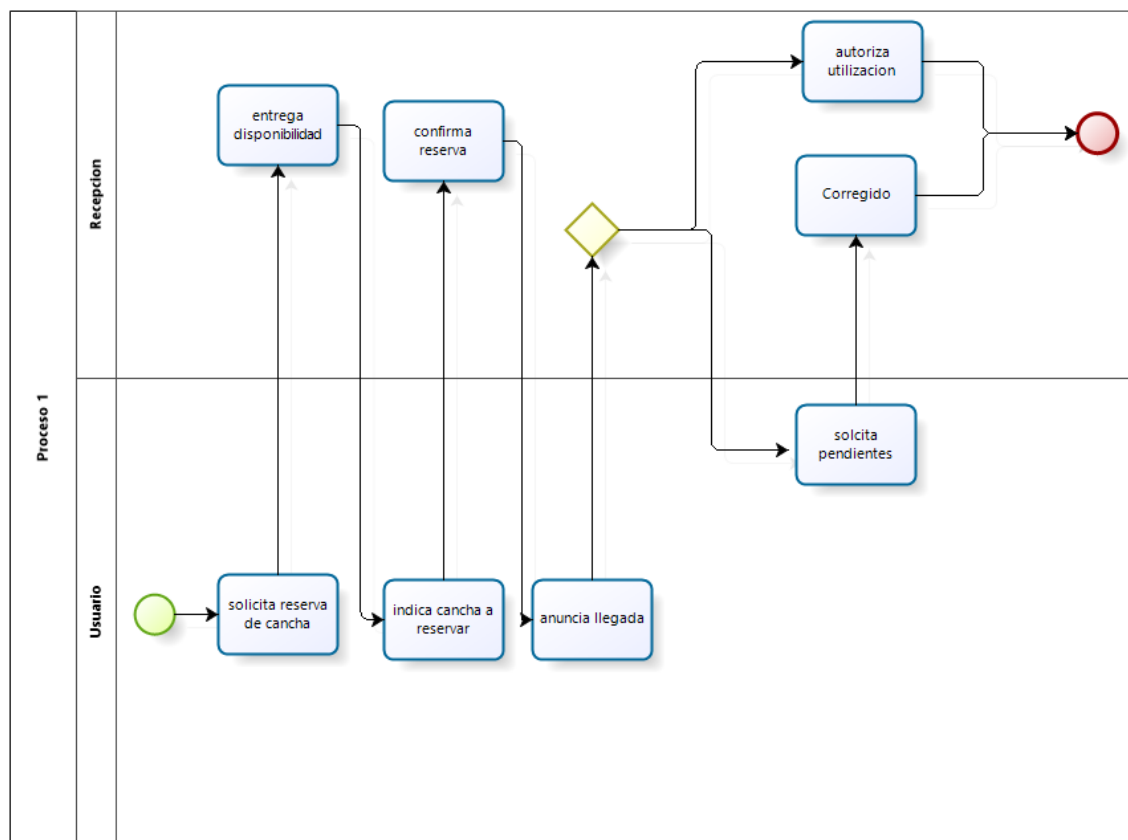 Proceso 1
Recepcion
Usuario
autoriza
utilizacion
entrega
disponibilidad
confirma
reserva
Corregido
solcita
pendientes
solicita reserva
de cancha
indica cancha a
reservar
anuncia llegada